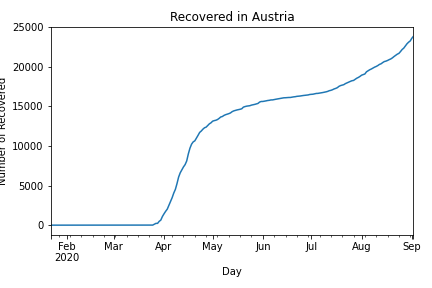 Recovered in Austria
Number of Recovered
25000
20000
15000
10000
5000
0
Feb
2020
Mar
Apr
May
Jun
Jul
Aug
Sep
Day